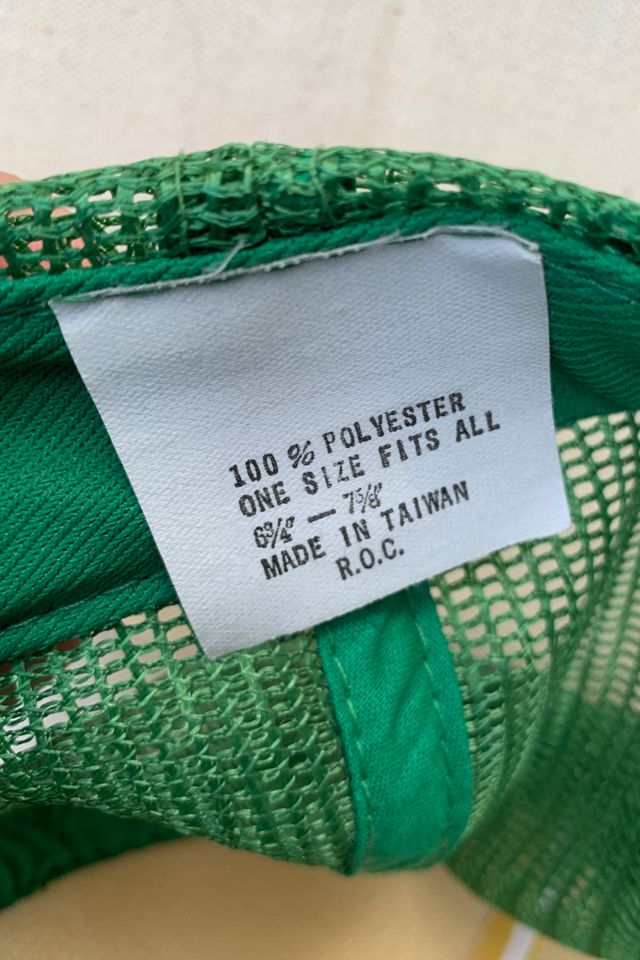 100 % POLYESTER
ONE SIZE FITS ALL
6¾" — 7⅝"
MADE IN TAIWAN
R.O.C.